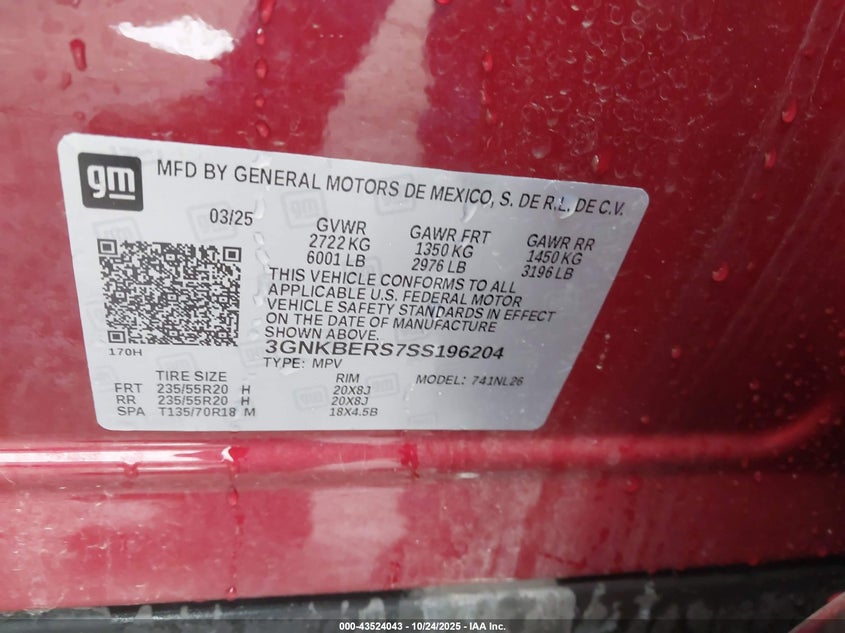 gm
MFD BY GENERAL MOTORS DE MEXICO, S. DE R.L. DE C.V.
03/25
GVWR GAWR FRT GAWR RR
2722 KG 1350 KG 1450 KG
6001 LB 2976 LB 3196 LB
THIS VEHICLE CONFORMS TO ALL
APPLICABLE U.S. FEDERAL MOTOR
VEHICLE SAFETY STANDARDS IN EFFECT
ON THE DATE OF MANUFACTURE
SHOWN ABOVE.
170H
3GNKBERS7SS196204
TYPE: MPV
MODEL: 741NL26
TIRE SIZE RIM
FRT 235/55R20 H 20X8J
RR 235/55R20 H 20X8J
SPA T135/70R18 M 18X4.5B
000-43524043 - 10/24/2025 - IAA Inc.